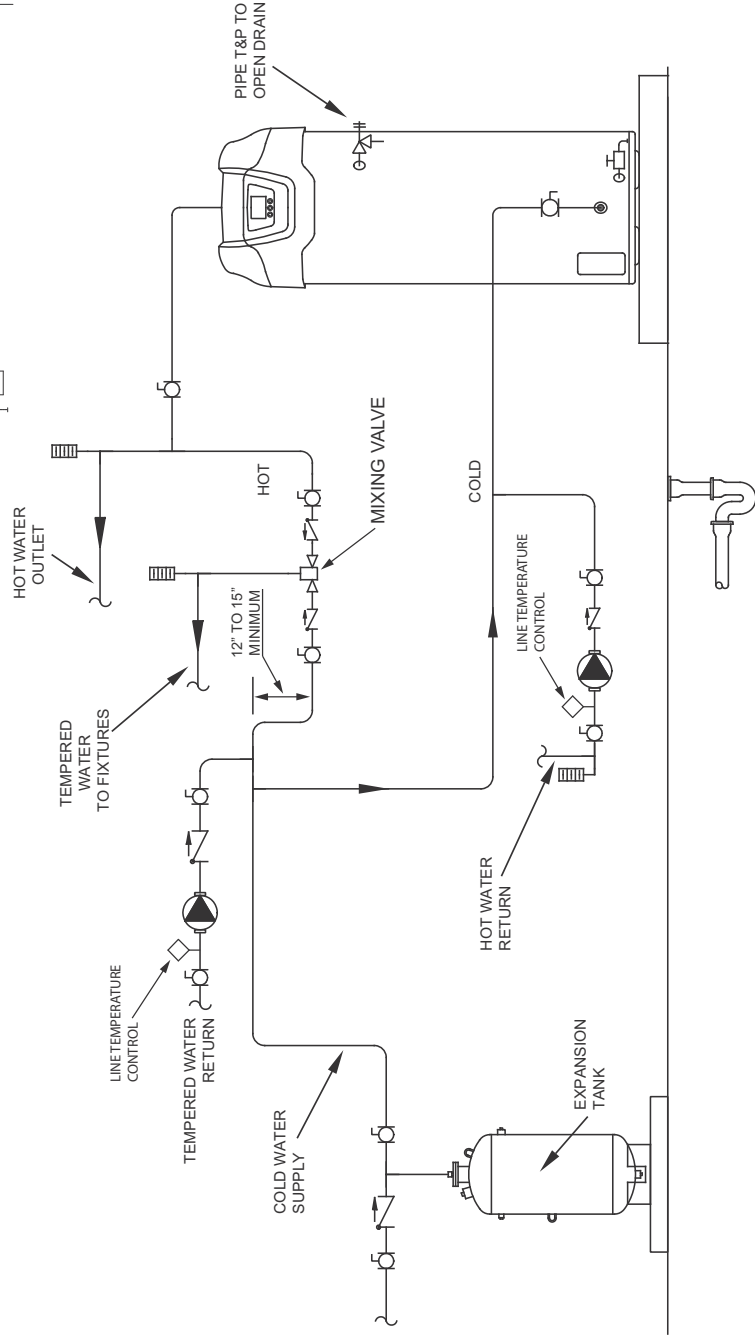 PIPE T&P TO
OPEN DRAIN
HOT WATER
OUTLET
HOT
MIXING VALVE
12" TO 15"
MINIMUM
TEMPERED
WATER
TO FIXTURES
COLD
LINE TEMPERATURE
CONTROL
HOT WATER
RETURN
LINE TEMPERATURE
CONTROL
TEMPERED WATER
RETURN
COLD WATER
SUPPLY
EXPANSION
TANK